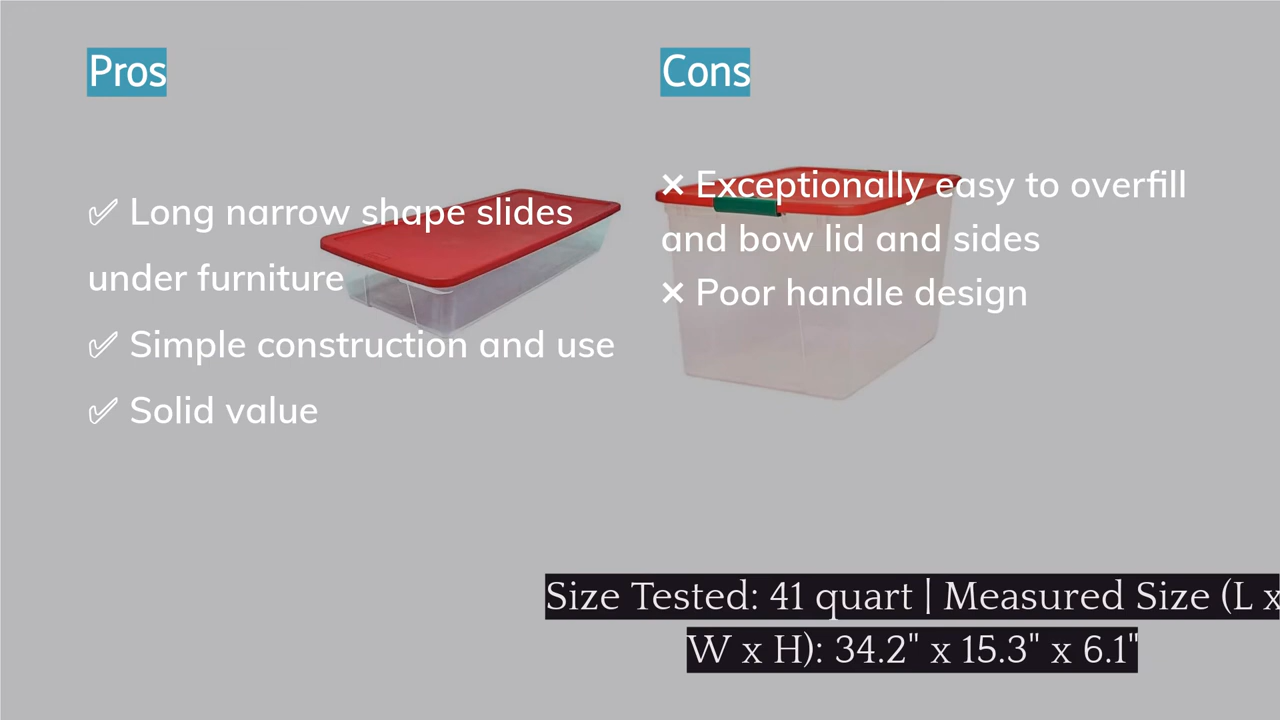 Pros
✅ Long narrow shape slides
under furniture
✅ Simple construction and use
✅ Solid value
Cons
❌ Exceptionally easy to overfill
and bow lid and sides
❌ Poor handle design
Size Tested: 41 quart | Measured Size (L x
W x H): 34.2" x 15.3" x 6.1"